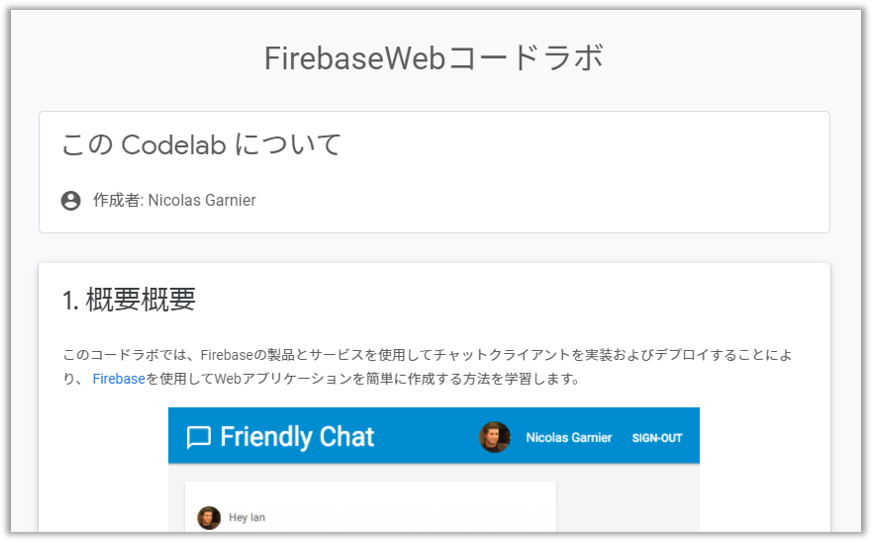 FirebaseWebコードラボ
この Codelab について
作成者: Nicolas Garnier
1. 概要概要
このコードラボでは、Firebaseの製品とサービスを使用してチャットクライアントを実装およびデプロイすることによ
り、 Firebaseを使用してWebアプリケーションを簡単に作成する方法を学習します。
Friendly Chat Nicolas Garnier SIGN-OUT
Hey Ian